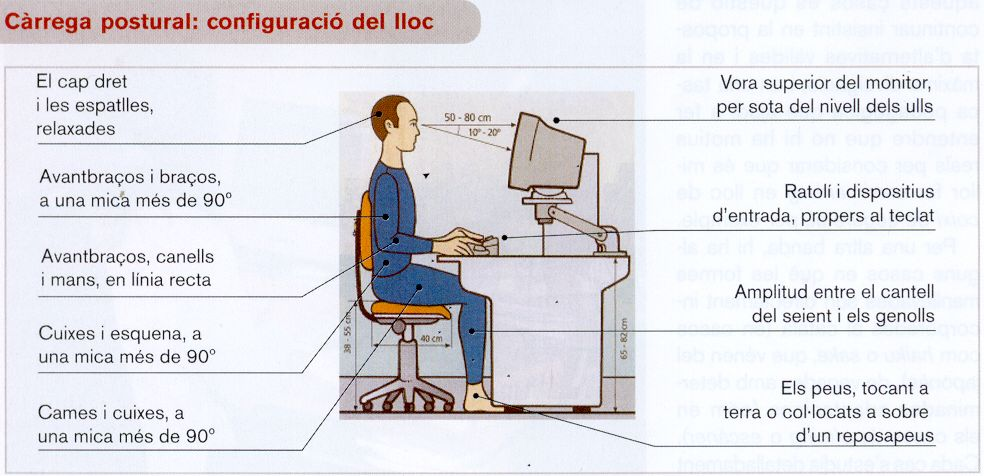 Càrrega postural: configuració del lloc
El cap dret
i les espatlles,
relaxades
Avantbraços i braços,
a una mica més de 90º
Avantbraços, canells
i mans, en línia recta
Cuixes i esquena, a
una mica més de 90º
Cames i cuixes, a
una mica més de 90º
50 - 80 cm
10º - 20º
38 - 55 cm
40 cm
65 - 82 cm
Vora superior del monitor,
per sota del nivell dels ulls
Ratolí i dispositius
d'entrada, propers al teclat
Amplitud entre el cantell
del seient i els genolls
Els peus, tocant a
terra o col·locats a sobre
d'un reposapeus